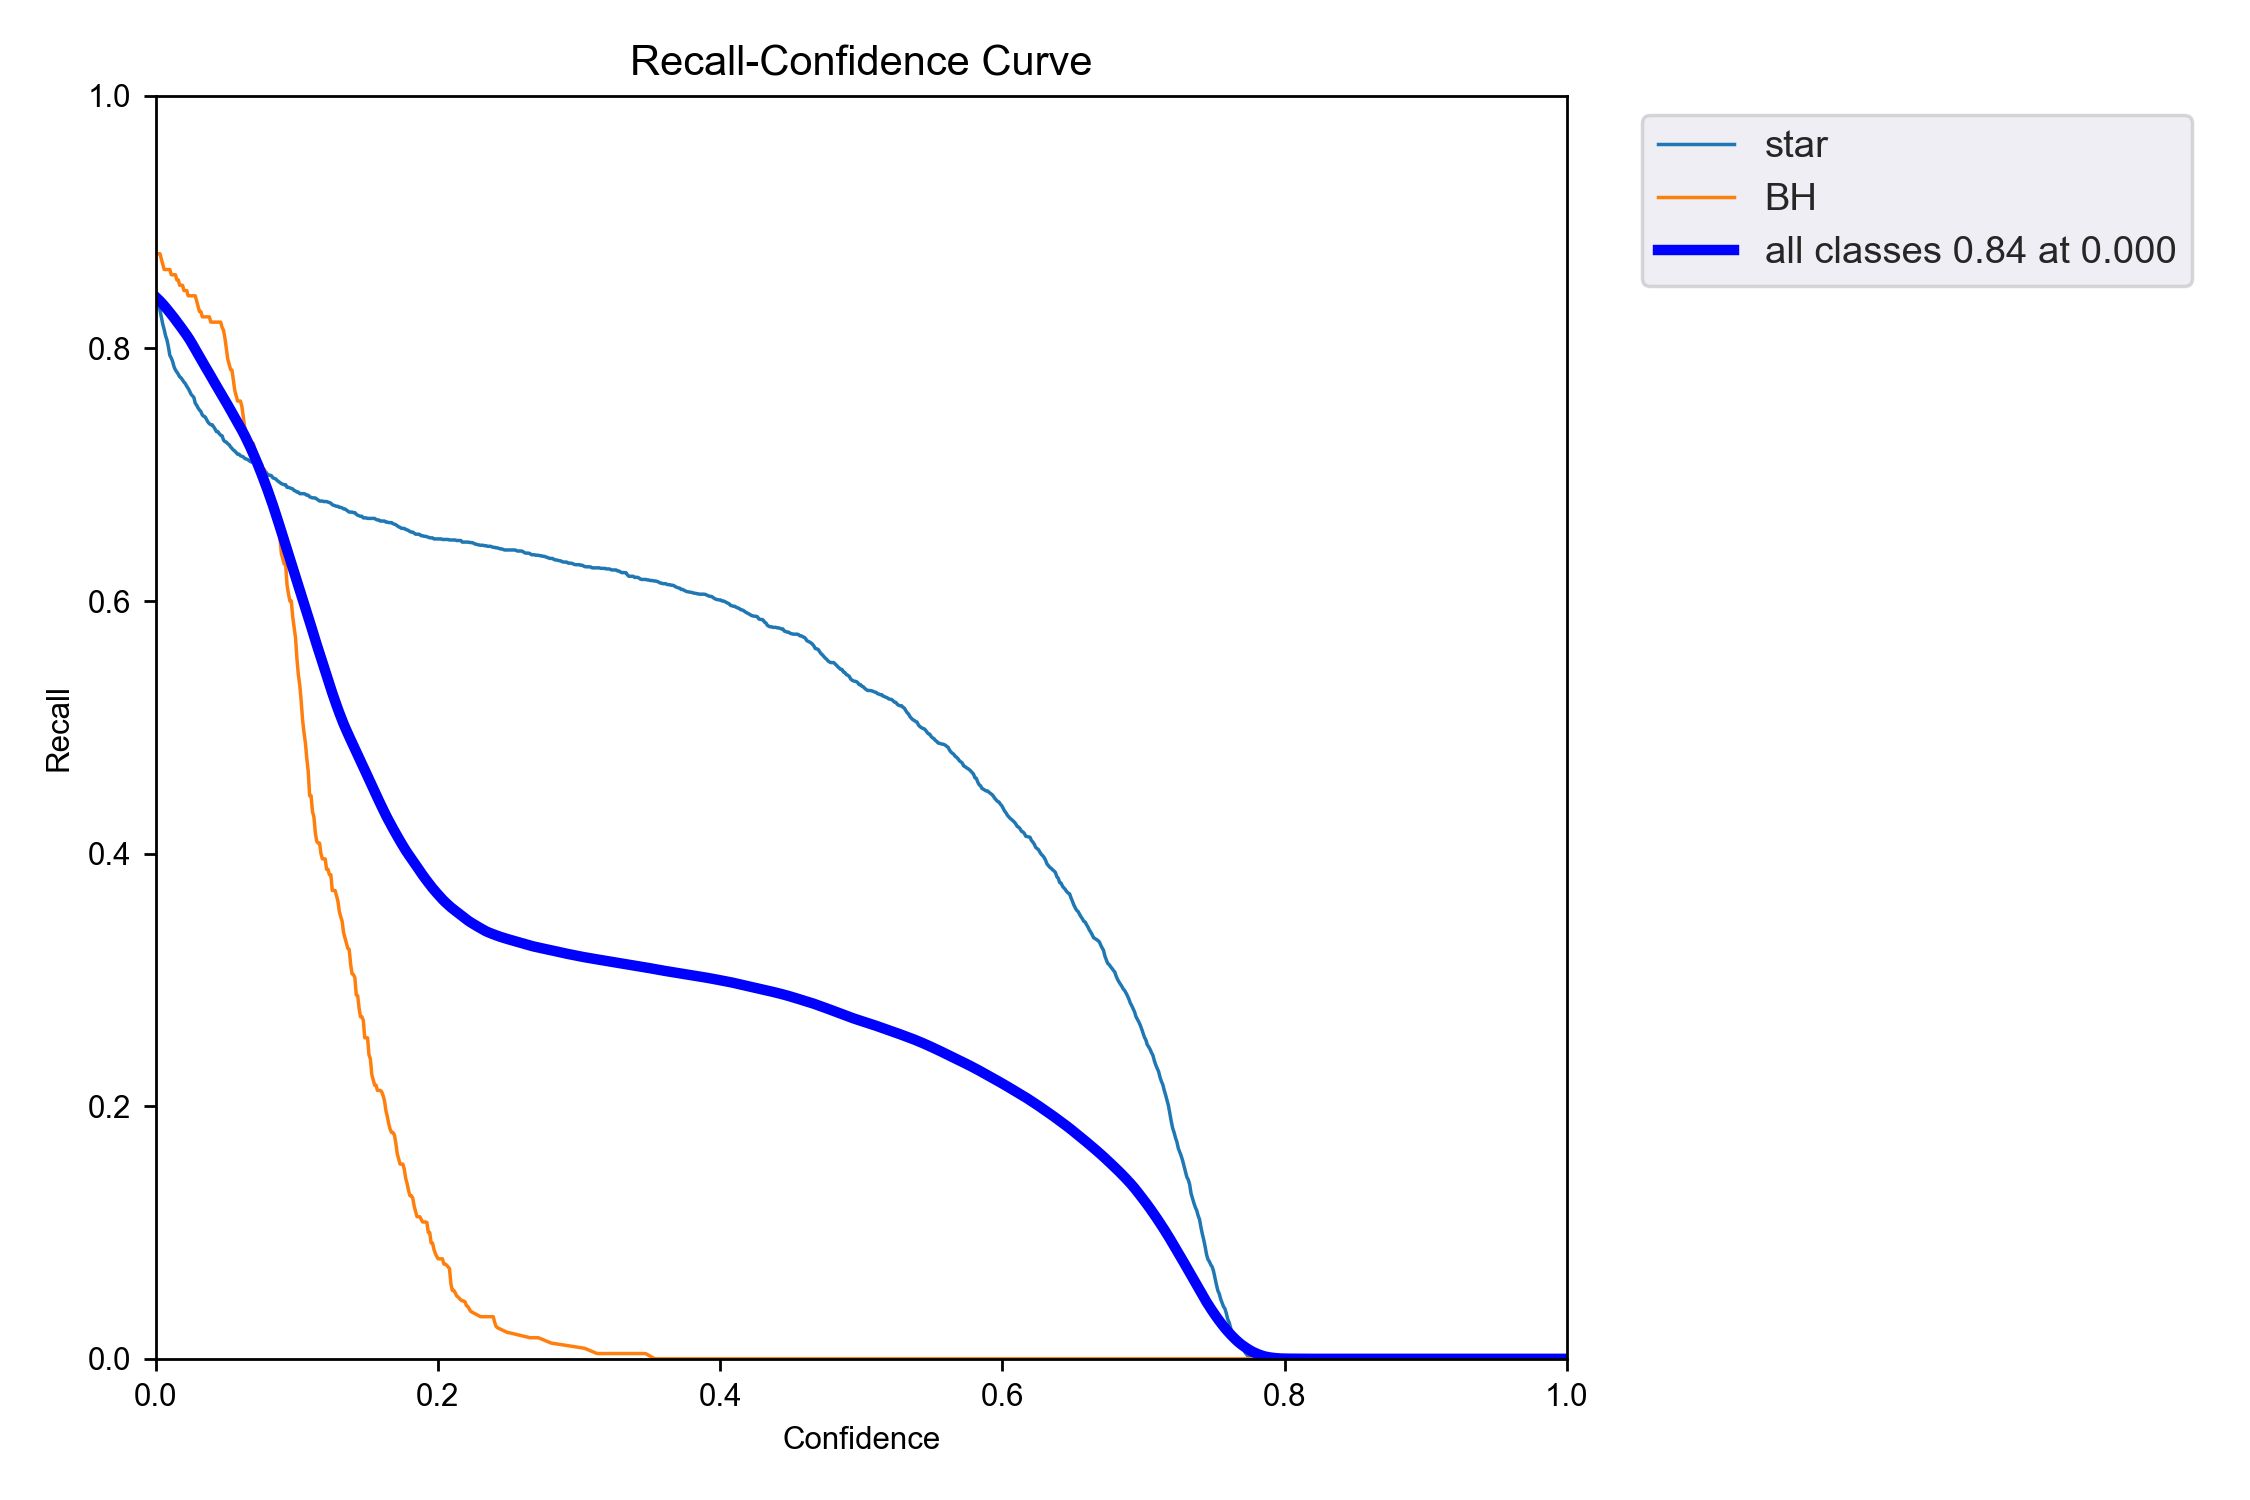 Recall-Confidence Curve
1.0
0.8
0.6
0.4
0.2
0.0
Recall
0.0 0.2 0.4 0.6 0.8 1.0
Confidence
star
BH
all classes 0.84 at 0.000